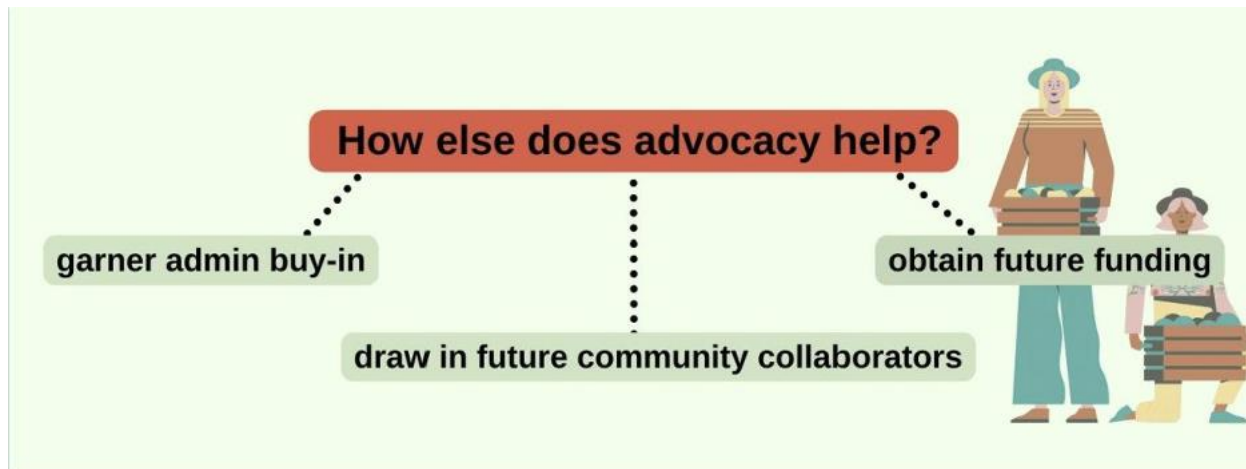 How else does advocacy help?
garner admin buy-in
obtain future funding
draw in future community collaborators